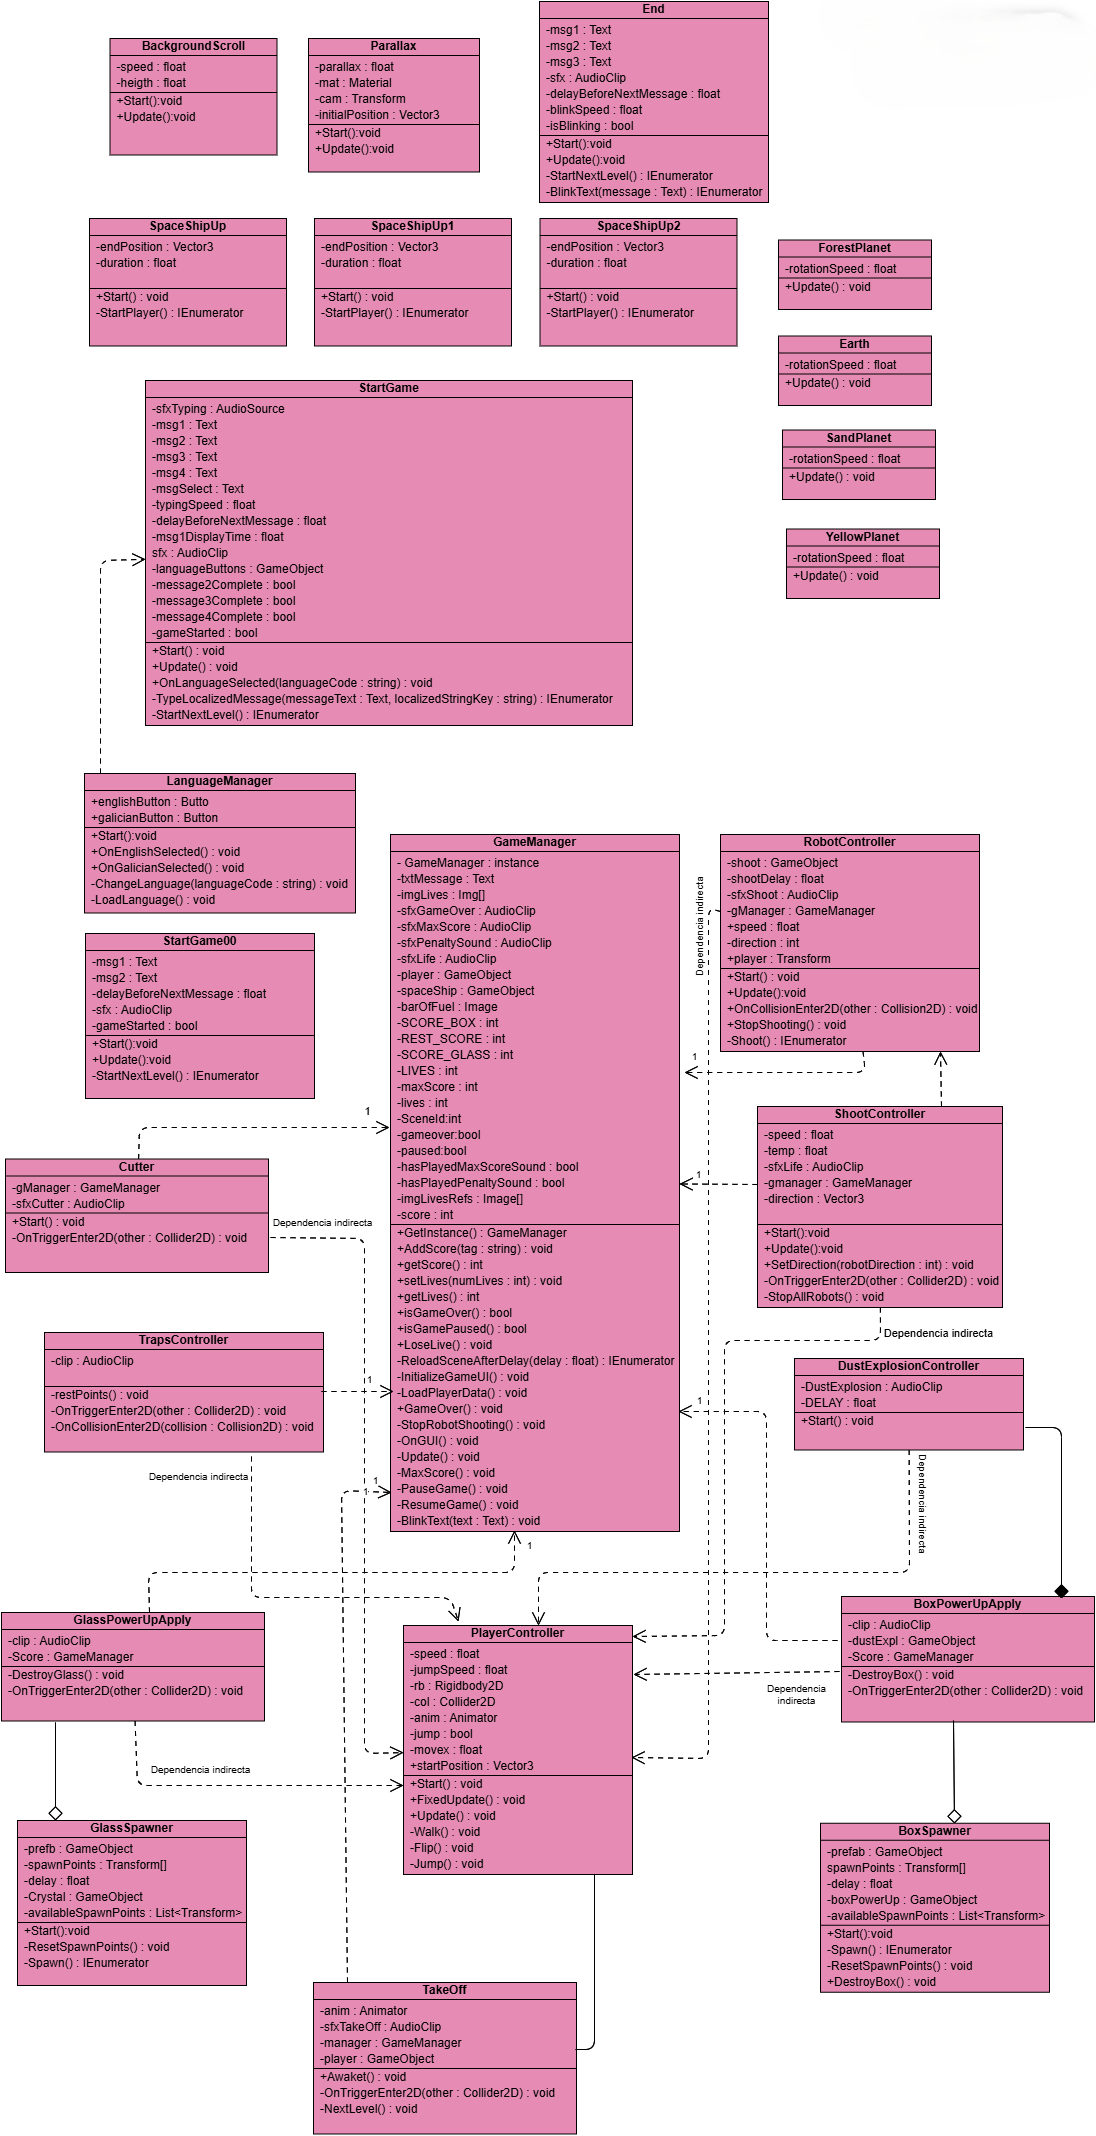 End
-msg1 : Text
-msg2 : Text
-msg3 : Text
-sfx : AudioClip
-delayBeforeNextMessage : float
-blinkSpeed : float
-isBlinking : bool
+Start():void
+Update():void
-StartNextLevel() : IEnumerator
-BlinkText(message : Text) : IEnumerator
BackgroundScroll
-speed : float
-heigth : float
+Start():void
+Update():void
Parallax
-parallax : float
-mat : Material
-cam : Transform
-initialPosition : Vector3
+Start():void
+Update():void
SpaceShipUp
-endPosition : Vector3
-duration : float
+Start() : void
-StartPlayer() : IEnumerator
SpaceShipUp1
-endPosition : Vector3
-duration : float
+Start() : void
-StartPlayer() : IEnumerator
SpaceShipUp2
-endPosition : Vector3
-duration : float
+Start() : void
-StartPlayer() : IEnumerator
ForestPlanet
-rotationSpeed : float
+Update() : void
Earth
-rotationSpeed : float
+Update() : void
SandPlanet
-rotationSpeed : float
+Update() : void
YellowPlanet
-rotationSpeed : float
+Update() : void
StartGame
-sfxTyping : AudioSource
-msg1 : Text
-msg2 : Text
-msg3 : Text
-msg4 : Text
-msgSelect : Text
-typingSpeed : float
-delayBeforeNextMessage : float
-msg1DisplayTime : float
sfx : AudioClip
-languageButtons : GameObject
-message2Complete : bool
-message3Complete : bool
-message4Complete : bool
-gameStarted : bool
+Start() : void
+Update() : void
+OnLanguageSelected(languageCode : string) : void
-TypeLocalizedMessage(messageText : Text, localizedStringKey : string) : IEnumerator
-StartNextLevel() : IEnumerator
LanguageManager
+englishButton : Butto
+galicianButton : Button
+Start():void
+OnEnglishSelected() : void
+OnGalicianSelected() : void
-ChangeLanguage(languageCode : string) : void
-LoadLanguage() : void
StartGame00
-msg1 : Text
-msg2 : Text
-delayBeforeNextMessage : float
-sfx : AudioClip
-gameStarted : bool
+Start():void
+Update():void
-StartNextLevel() : IEnumerator
GameManager
- GameManager : instance
-txtMessage : Text
-imgLives : Img[]
-sfxGameOver : AudioClip
-sfxMaxScore : AudioClip
-sfxPenaltySound : AudioClip
-sfxLife : AudioClip
-player : GameObject
-spaceShip : GameObject
-barOfFuel : Image
-SCORE_BOX : int
-REST_SCORE : int
-SCORE_GLASS : int
-LIVES : int
-maxScore : int
-lives : int
-SceneId:int
-gameover:bool
-paused:bool
-hasPlayedMaxScoreSound : bool
-hasPlayedPenaltySound : bool
-imgLivesRefs : Image[]
-score : int
+GetInstance() : GameManager
+AddScore(tag : string) : void
+getScore() : int
+setLives(numLives : int) : void
+getLives() : int
+isGameOver() : bool
+isGamePaused() : bool
+LoseLive() : void
-ReloadSceneAfterDelay(delay : float) : IEnumerator
-InitializeGameUI() : void
-LoadPlayerData() : void
+GameOver() : void
-StopRobotShooting() : void
-OnGUI() : void
-Update() : void
-MaxScore() : void
-PauseGame() : void
-ResumeGame() : void
-BlinkText(text : Text) : void
Dependencia indirecta
RobotController
-shoot : GameObject
-shootDelay : float
-sfxShoot : AudioClip
-gManager : GameManager
+speed : float
-direction : int
+player : Transform
+Start() : void
+Update():void
+OnCollisionEnter2D(other : Collision2D) : void
+StopShooting() : void
-Shoot() : IEnumerator
1
ShootController
-speed : float
-temp : float
-sfxLife : AudioClip
-gmanager : GameManager
-direction : Vector3
+Start():void
+Update():void
+SetDirection(robotDirection : int) : void
-OnTriggerEnter2D(other : Collider2D) : void
-StopAllRobots() : void
1
Dependencia indirecta
1
Cutter
-gManager : GameManager
-sfxCutter : AudioClip
+Start() : void
-OnTriggerEnter2D(other : Collider2D) : void
Dependencia indirecta
TrapsController
-clip : AudioClip
-restPoints() : void
-OnTriggerEnter2D(other : Collider2D) : void
-OnCollisionEnter2D(collision : Collision2D) : void
1
Dependencia indirecta
1
1
DustExplosionController
-DustExplosion : AudioClip
-DELAY : float
+Start() : void
1
Dependencia indirecta
1
GlassPowerUpApply
-clip : AudioClip
-Score : GameManager
-DestroyGlass() : void
-OnTriggerEnter2D(other : Collider2D) : void
Dependencia indirecta
PlayerController
-speed : float
-jumpSpeed : float
-rb : Rigidbody2D
-col : Collider2D
-anim : Animator
-jump : bool
-movex : float
+startPosition : Vector3
+Start() : void
+FixedUpdate() : void
+Update() : void
-Walk() : void
-Flip() : void
-Jump() : void
BoxPowerUpApply
-clip : AudioClip
-dustExpl : GameObject
-Score : GameManager
-DestroyBox() : void
-OnTriggerEnter2D(other : Collider2D) : void
Dependencia
indirecta
GlassSpawner
-prefb : GameObject
-spawnPoints : Transform[]
-delay : float
-Crystal : GameObject
-availableSpawnPoints : List<Transform>
+Start():void
-ResetSpawnPoints() : void
-Spawn() : IEnumerator
BoxSpawner
-prefab : GameObject
spawnPoints : Transform[]
-delay : float
-boxPowerUp : GameObject
-availableSpawnPoints : List<Transform>
+Start():void
-Spawn() : IEnumerator
-ResetSpawnPoints() : void
+DestroyBox() : void
TakeOff
-anim : Animator
-sfxTakeOff : AudioClip
-manager : GameManager
-player : GameObject
+Awaket() : void
-OnTriggerEnter2D(other : Collider2D) : void
-NextLevel() : void